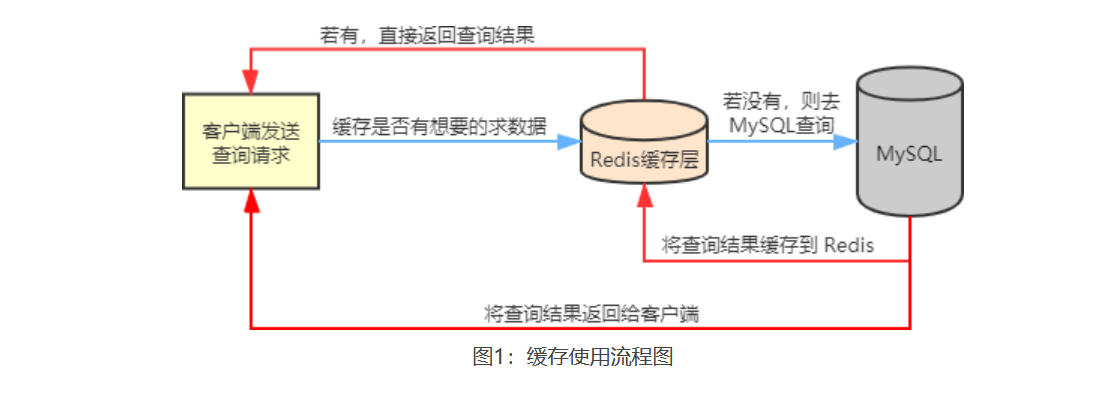 若有，直接返回查询结果
客户端发送
查询请求
缓存是否有想要的求数据
Redis缓存层
若没有，则去
MySQL查询
MySQL
将查询结果缓存到 Redis
将查询结果返回给客户端
图1：缓存使用流程图